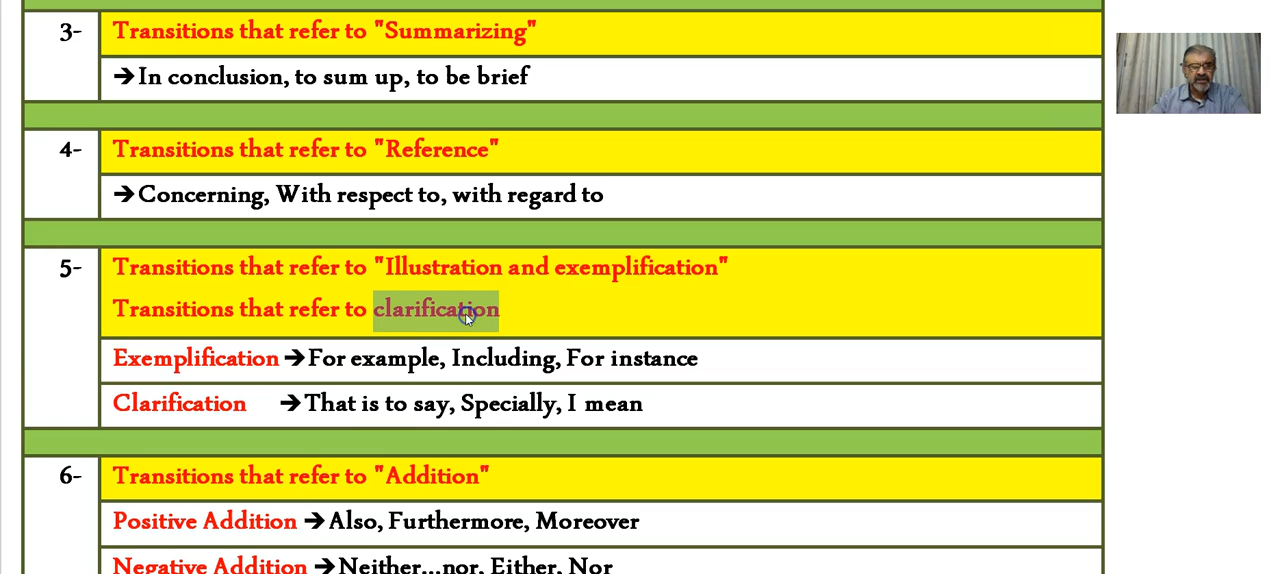 3-
Transitions that refer to "Summarizing"
➔In conclusion, to sum up, to be brief
4-
Transitions that refer to "Reference"
➔Concerning, With respect to, with regard to
5-
Transitions that refer to "Illustration and exemplification"
Transitions that refer to clarification
Exemplification ➔For example, Including, For instance
Clarification ➔That is to say, Specially, I mean
6-
Transitions that refer to "Addition"
Positive Addition ➔Also, Furthermore, Moreover
Negative Addition ➔Neither...nor, Either, Nor